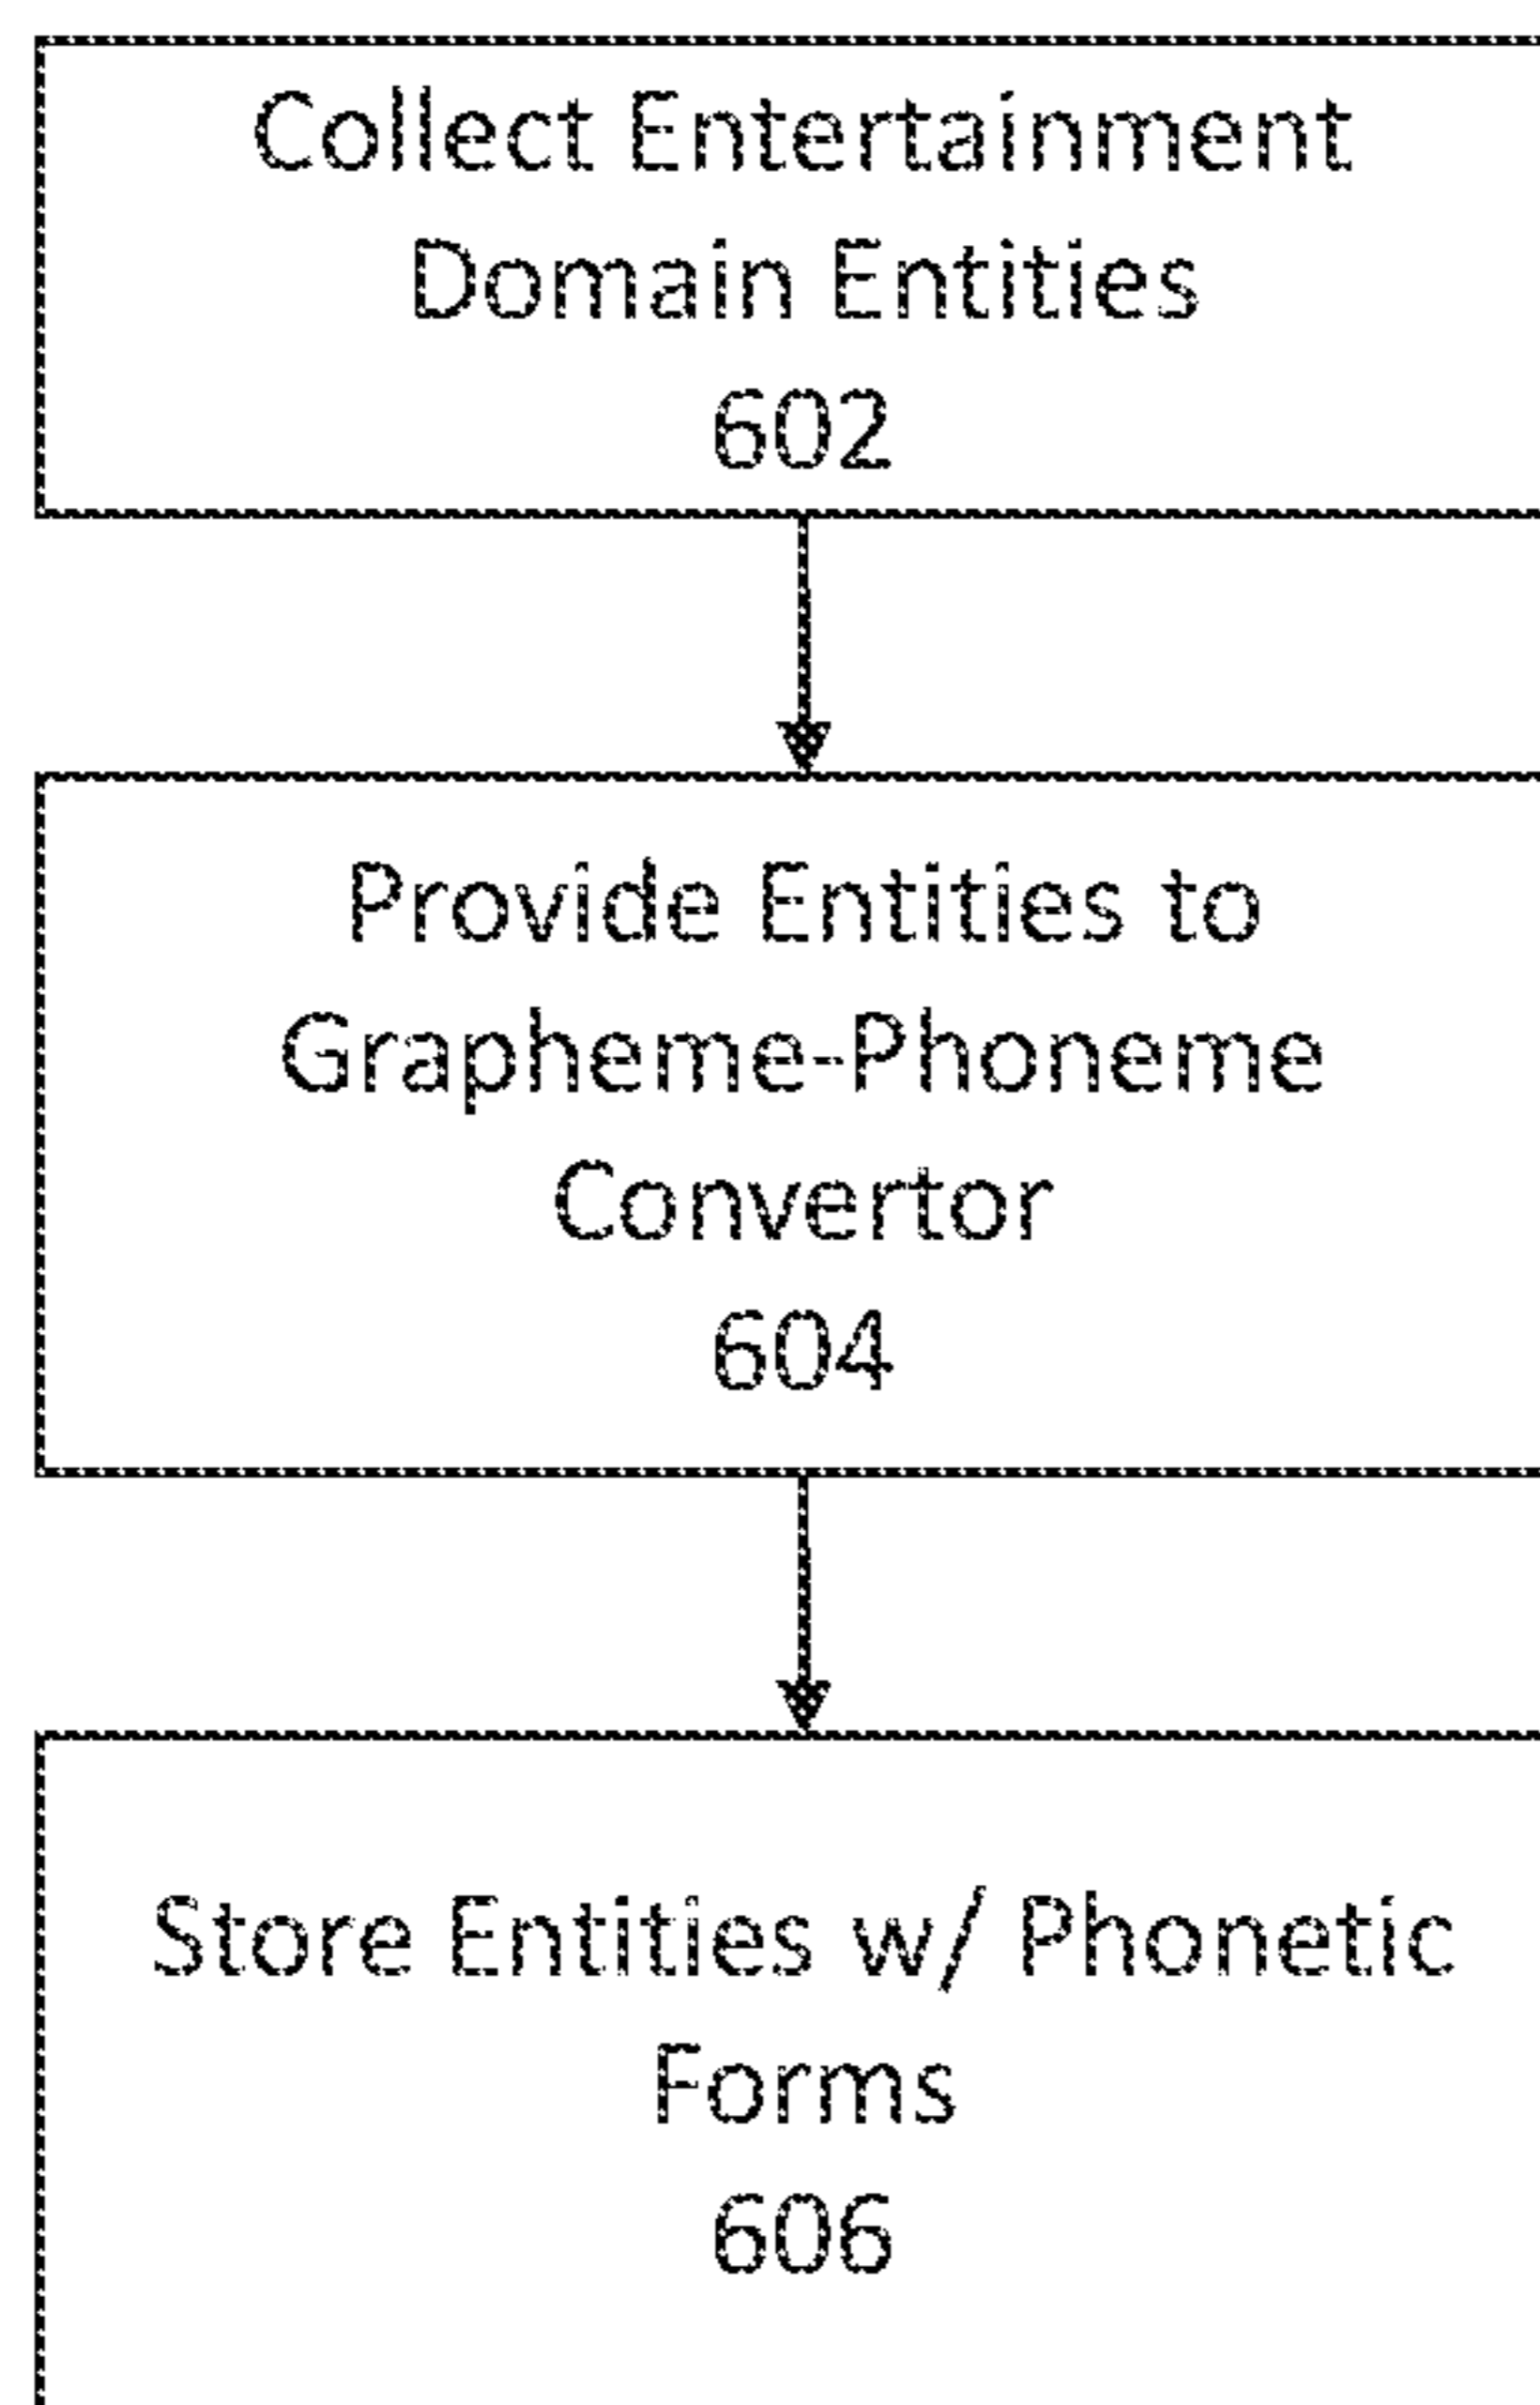 Collect Entertainment
Domain Entities
602
Provide Entities to
Grapheme-Phoneme
Convertor
604
Store Entities w/ Phonetic
Forms
606